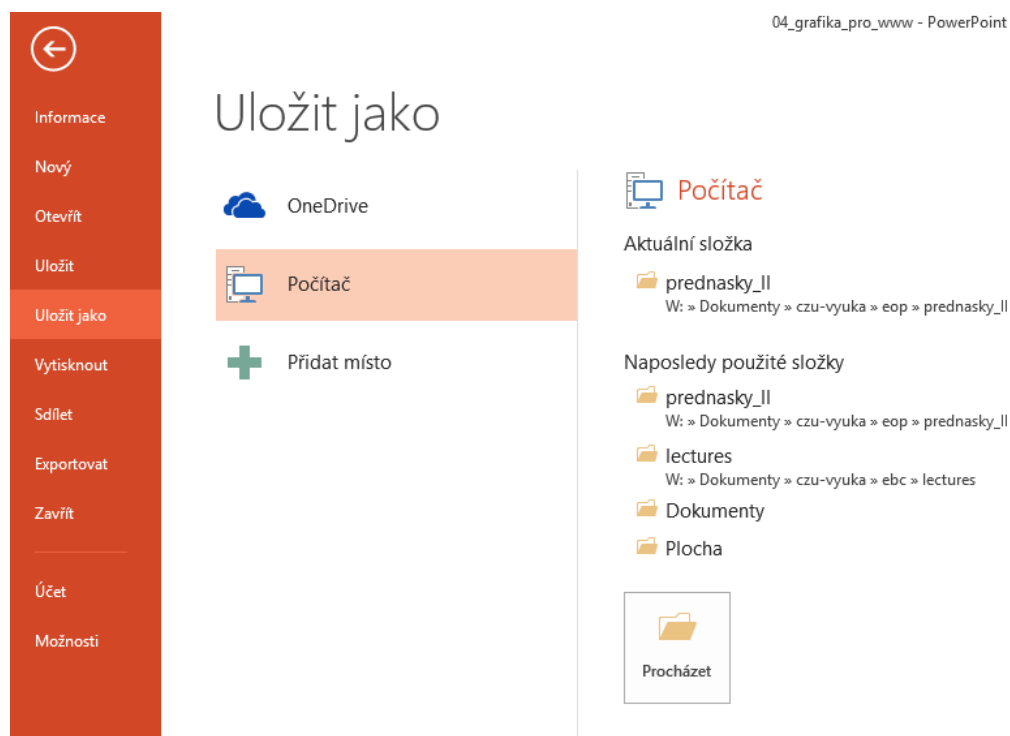 04_grafika_pro_www - PowerPoint
Informace
Nový
Otevřít
Uložit
Uložit jako
Vytisknout
Sdílet
Exportovat
Zavřít
Účet
Možnosti
Uložit jako
OneDrive
Počítač
Přidat místo
Počítač
Aktuální složka
prednasky_II
W: » Dokumenty » czu-vyuka » eop » prednasky_II
Naposledy použité složky
prednasky_II
W: » Dokumenty » czu-vyuka » eop » prednasky_II
lectures
W: » Dokumenty » czu-vyuka » ebc » lectures
Dokumenty
Plocha
Procházet